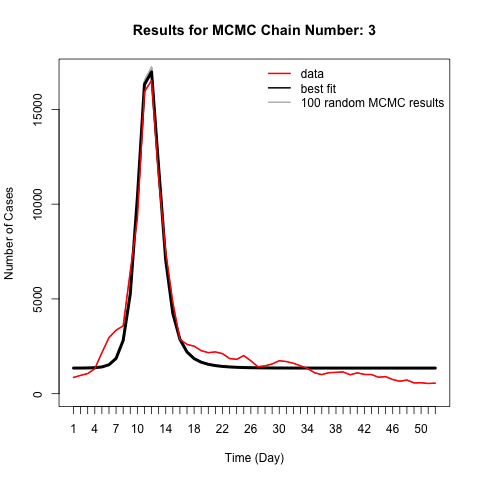 Results for MCMC Chain Number: 3
data
best fit
100 random MCMC results
Number of Cases
15000
10000
5000
0
1 4 7 10 14 18 22 26 30 34 38 42 46 50
Time (Day)